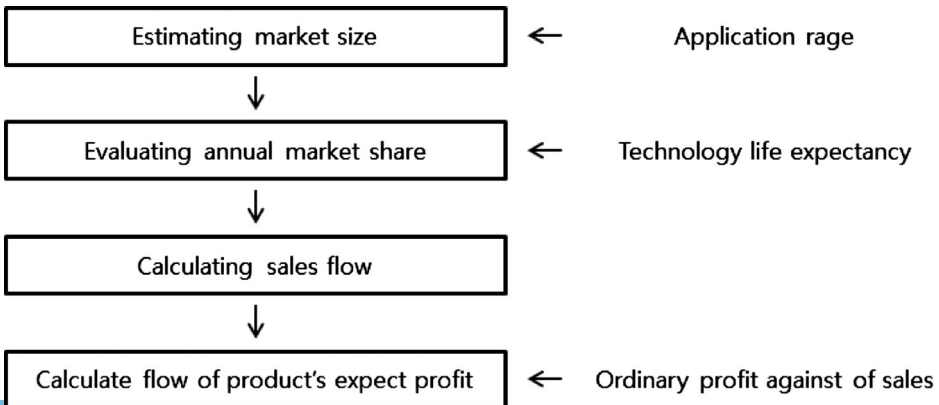 Estimating market size ← Application rage
↓
Evaluating annual market share ← Technology life expectancy
↓
Calculating sales flow
↓
Calculate flow of product's expect profit ← Ordinary profit against of sales